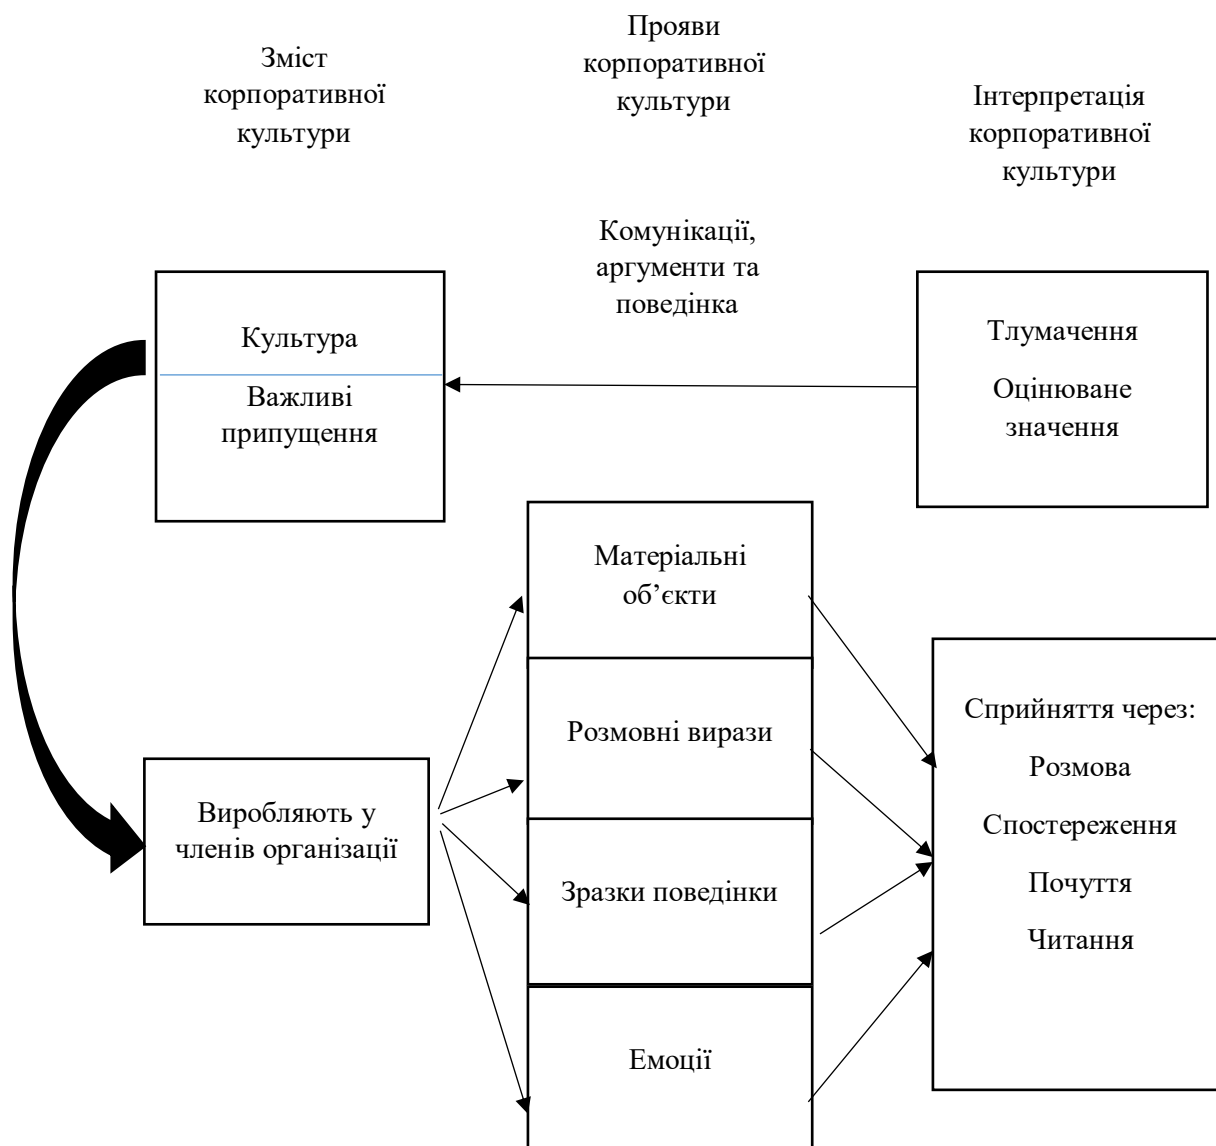 Зміст
корпоративної
культури
Прояви
корпоративної
культури
Інтерпретація
корпоративної
культури
Комунікації,
аргументи та
поведінка
Культура
Важливі
припущення
Тлумачення
Оцінюване
значення
Матеріальні
об’єкти
Розмовні вирази
Зразки поведінки
Емоції
Виробляють у
членів організації
Сприйняття через:
Розмова
Спостереження
Почуття
Читання